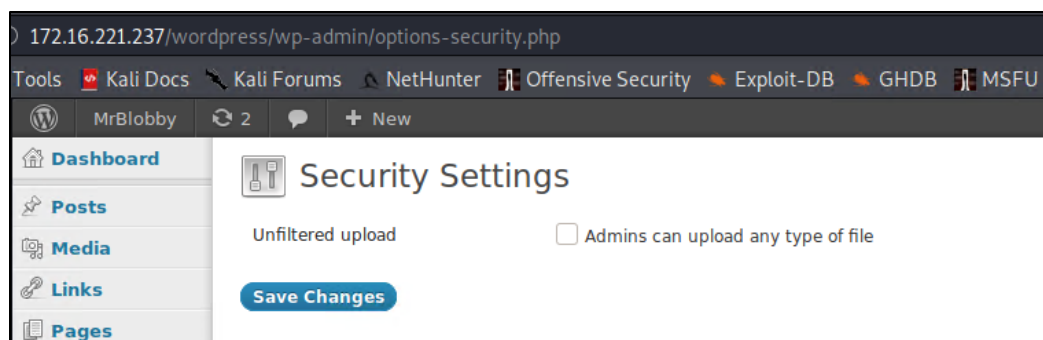 172.16.221.237/wordpress/wp-admin/options-security.php
Tools Kali Docs Kali Forums NetHunter Offensive Security Exploit-DB GHDB MSFU
MrBlobby 2 + New
Dashboard
Security Settings
Posts
Unfiltered upload Admins can upload any type of file
Media
Links
Save Changes
Pages